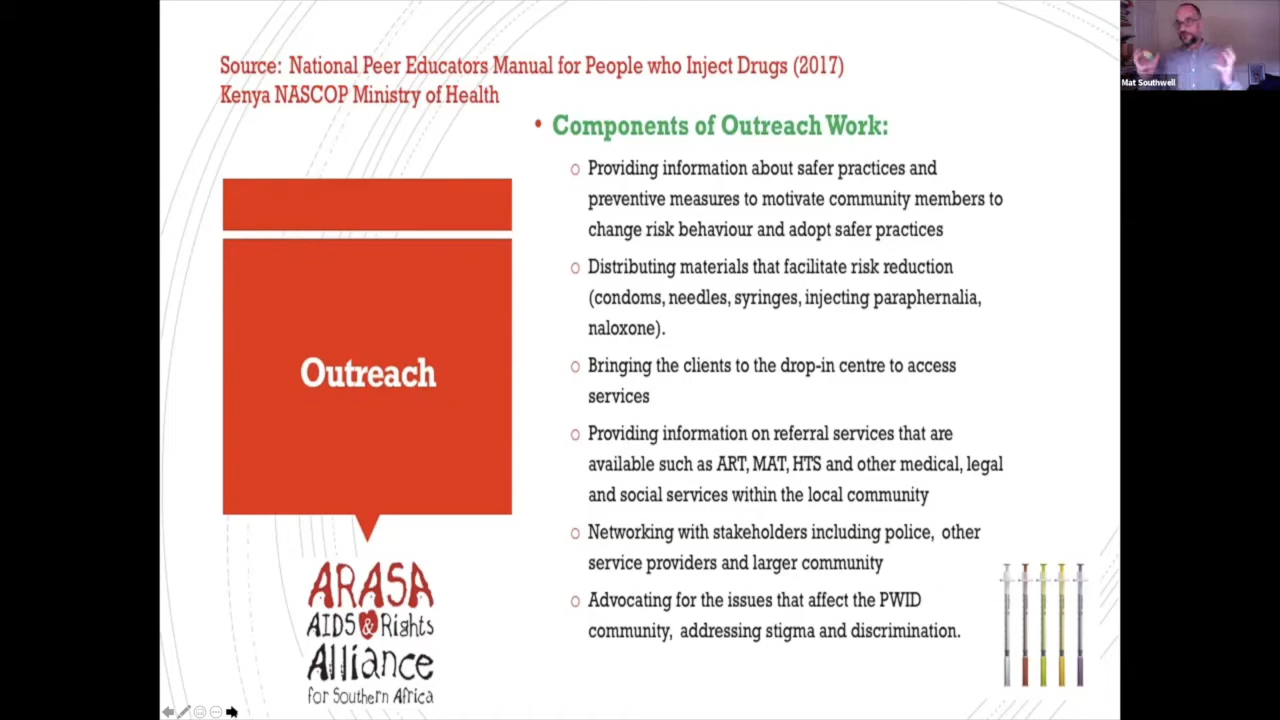 Source: National Peer Educators Manual for People who Inject Drugs (2017)
Kenya NASCOP Ministry of Health
Mat Southwell
• Components of Outreach Work:
○ Providing information about safer practices and
preventive measures to motivate community members to
change risk behaviour and adopt safer practices
○ Distributing materials that facilitate risk reduction
(condoms, needles, syringes, injecting paraphernalia,
naloxone).
○ Bringing the clients to the drop-in centre to access
services
○ Providing information on referral services that are
available such as ART, MAT, HTS and other medical, legal
and social services within the local community
○ Networking with stakeholders including police, other
service providers and larger community
○ Advocating for the issues that affect the PWID
community, addressing stigma and discrimination.
Outreach
ARASA
AIDS & Rights
Alliance
for Southern Africa